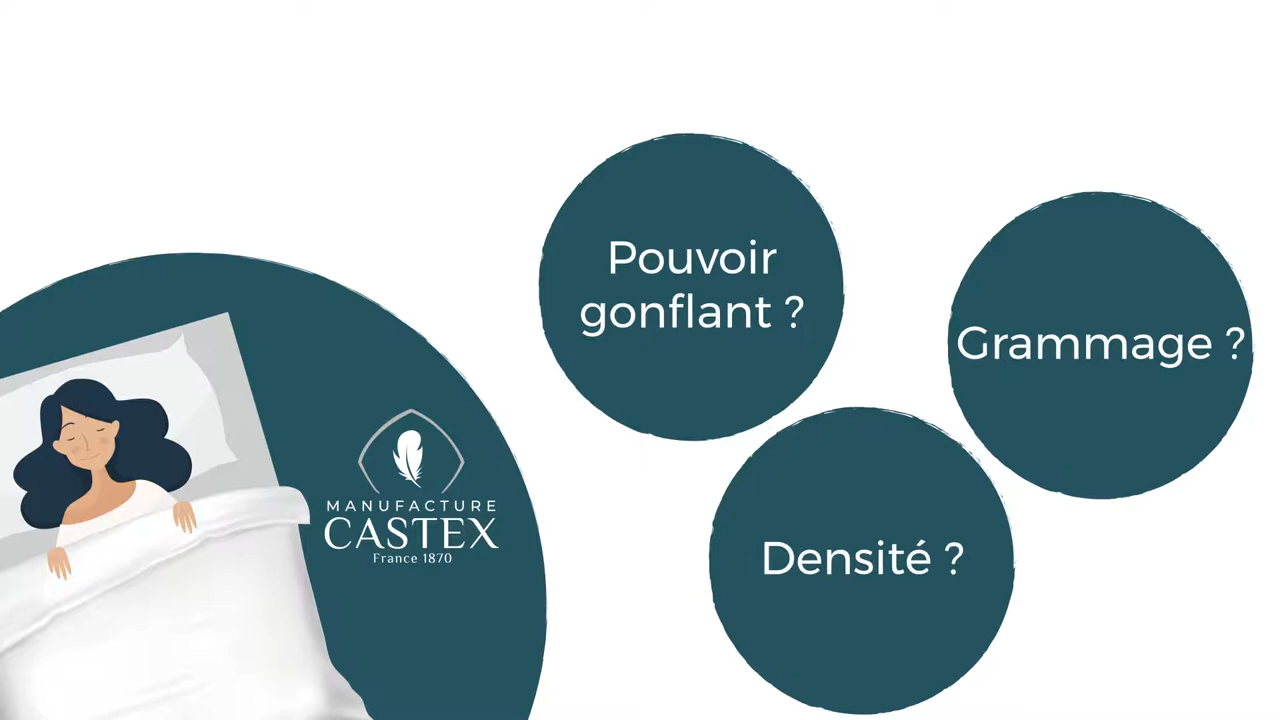 Pouvoir
gonflant ?
Grammage ?
Densité ?
MANUFACTURE
CASTEX
France 1870